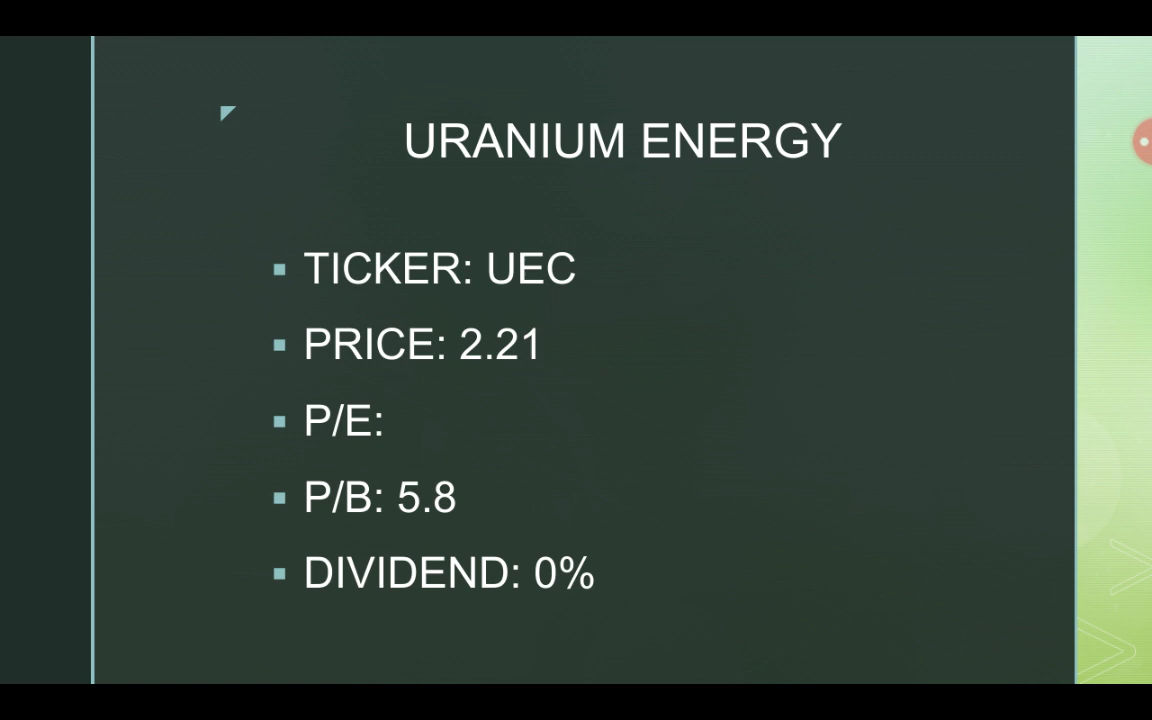 URANIUM ENERGY
TICKER: UEC
PRICE: 2.21
P/E:
P/B: 5.8
DIVIDEND: 0%